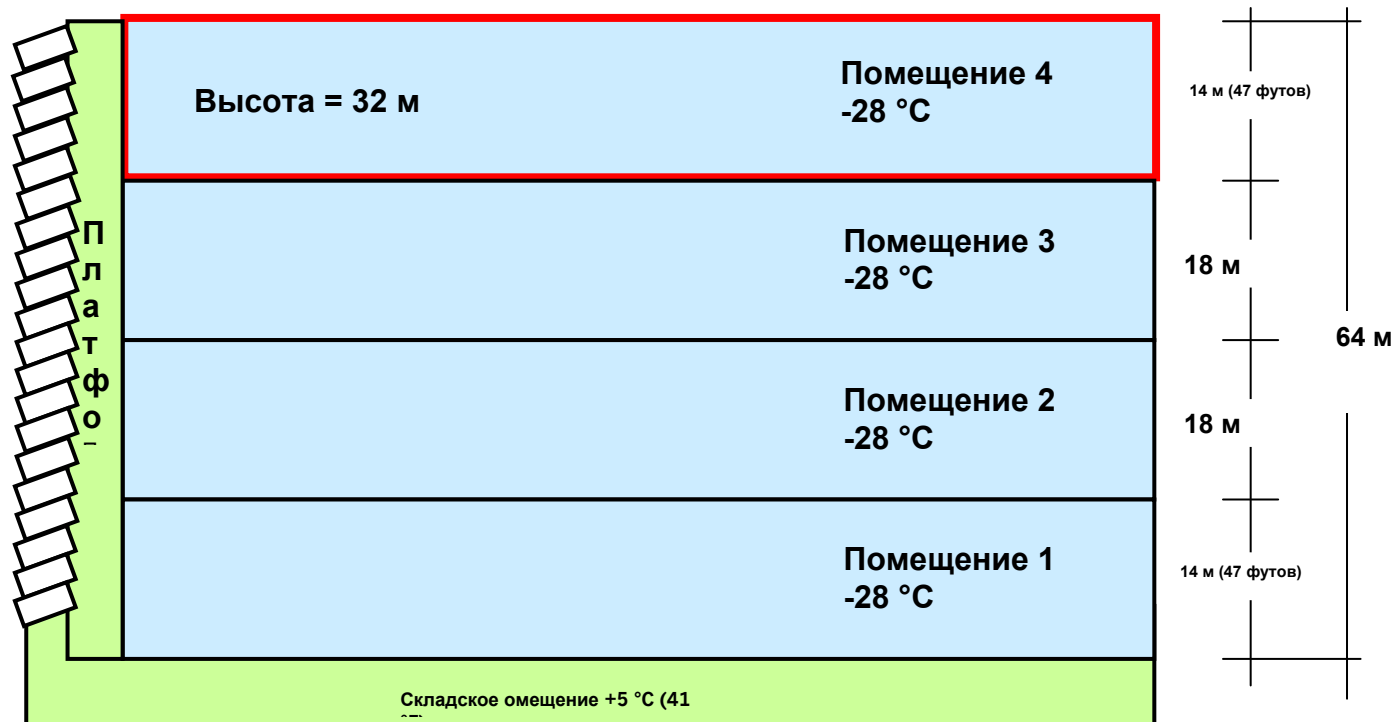 Помещение 4
-28 °C
Высота = 32 м
14 м (47 футов)
Помещение 3
-28 °C
18 м
64 м
Помещение 2
-28 °C
18 м
Помещение 1
-28 °C
14 м (47 футов)
П
л
а
т
ф
о
Складское омещение +5 °C (41